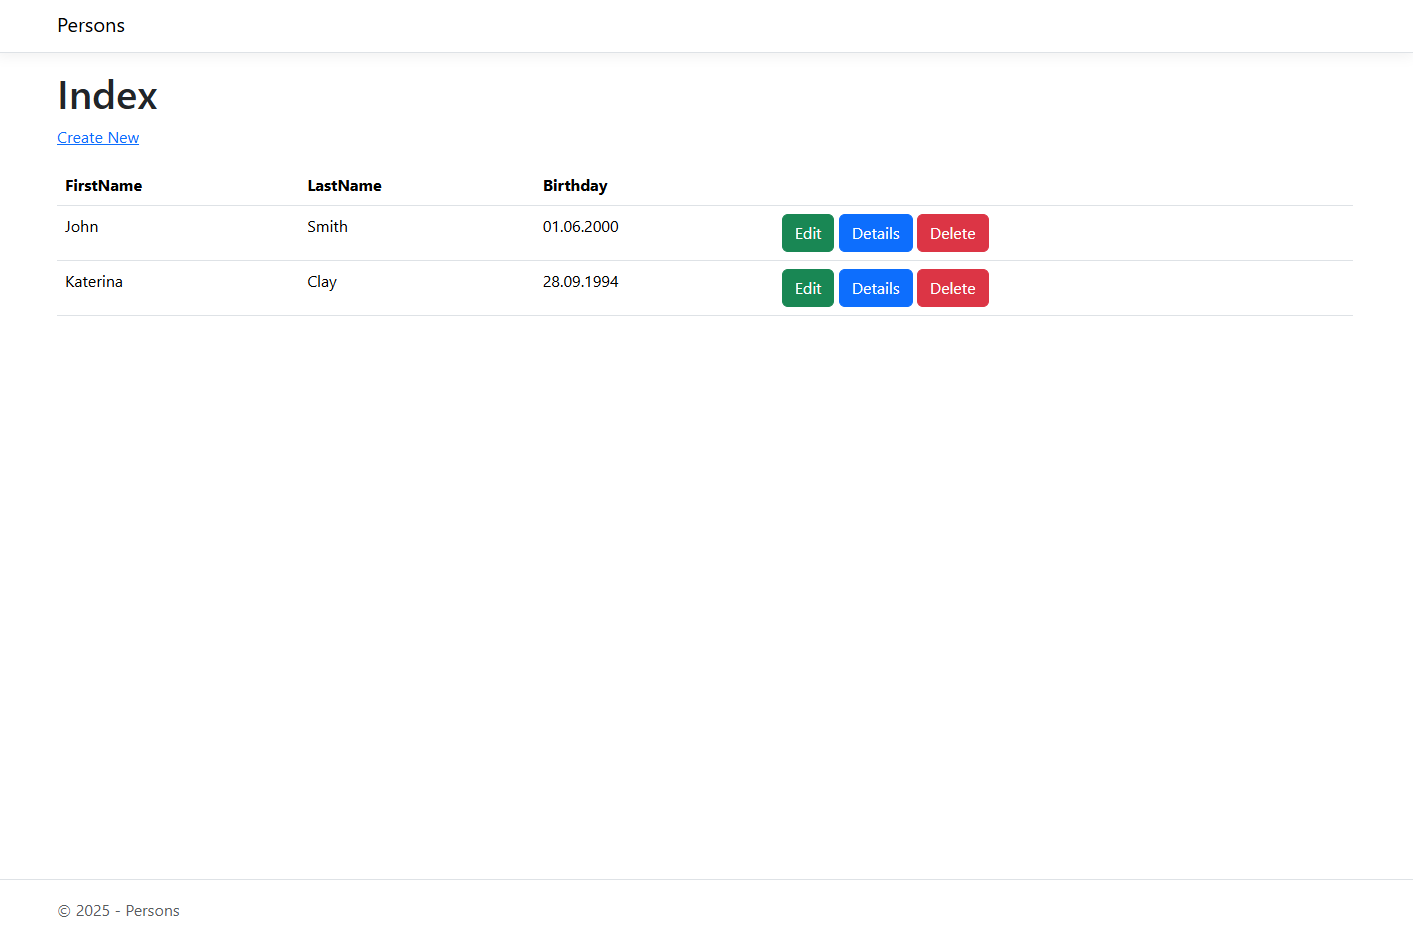 Persons
Index
Create New
FirstName LastName Birthday
John Smith 01.06.2000 Edit Details Delete
Katerina Clay 28.09.1994 Edit Details Delete
© 2025 - Persons